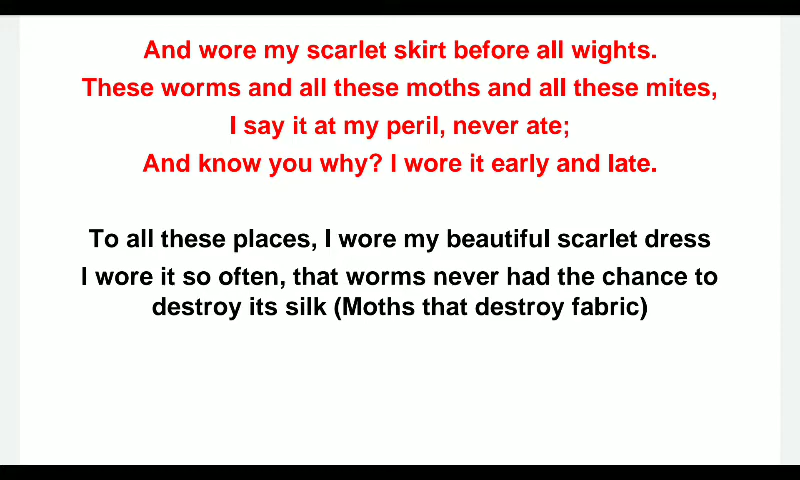 And wore my scarlet skirt before all wights.
These worms and all these moths and all these mites,
I say it at my peril, never ate;
And know you why? I wore it early and late.
To all these places, I wore my beautiful scarlet dress
I wore it so often, that worms never had the chance to
destroy its silk (Moths that destroy fabric)